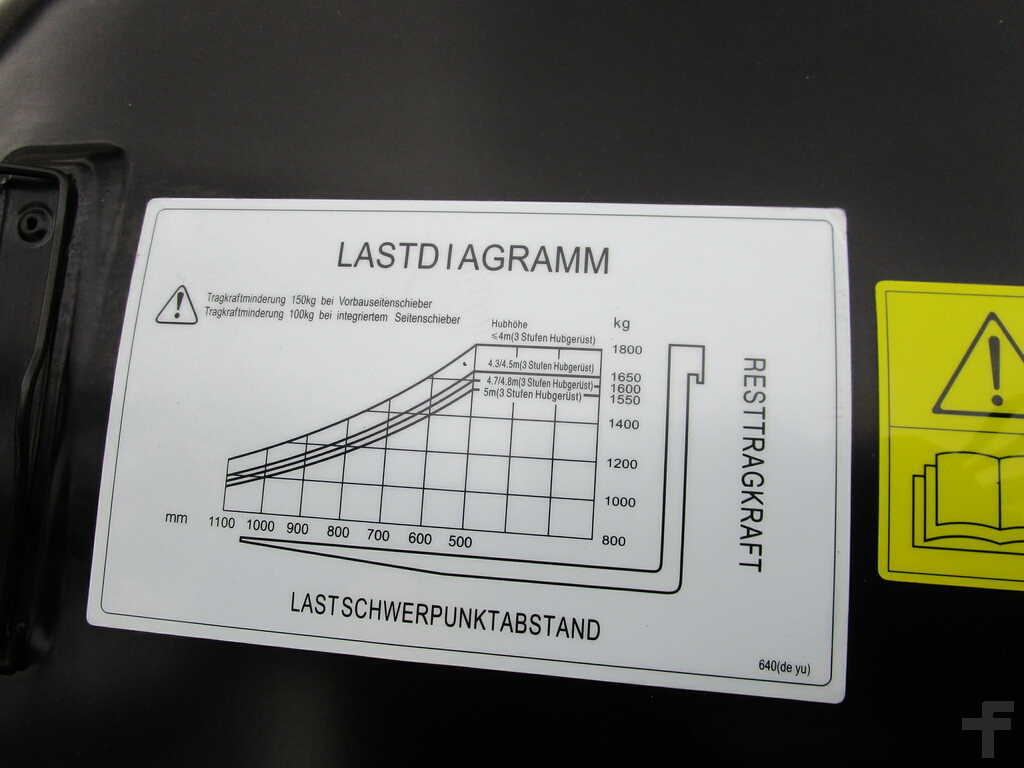 LASTDIAGRAMM
Tragkraftminderung 150kg bei Vorbauseitenschieber
Tragkraftminderung 100kg bei integriertem Seitenschieber
Hubhöhe
≤4m(3 Stufen Hubgerüst)
4.3/4.5m(3 Stufen Hubgerüst)
4.7/4.8m(3 Stufen Hubgerüst)
5m(3 Stufen Hubgerüst)
kg
1800
1650
1600
1550
1400
1200
1000
800
mm 1100 1000 900 800 700 600 500
RESTTRAGKRAFT
LASTSCHWERPUNKTABSTAND
640(de yu)